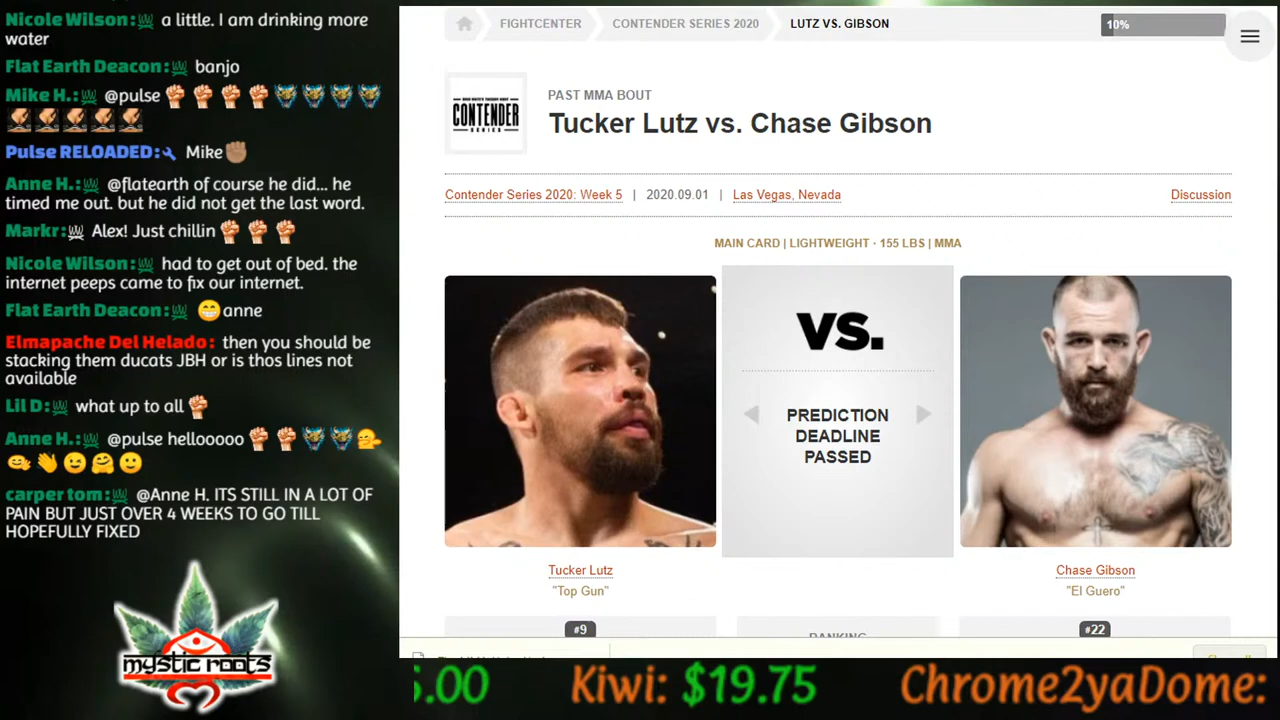 Nicole Wilson: a little. I am drinking more
water
Flat Earth Deacon: banjo
Mike H.: @pulse
Pulse RELOADED: Mike
Anne H.: @flatearth of course he did... he
timed me out. but he did not get the last word.
Markr: Alex! Just chillin
Nicole Wilson: had to get out of bed. the
internet peeps came to fix our internet.
Flat Earth Deacon: anne
Elmapache Del Helado: then you should be
stacking them ducats JBH or is thos lines not
available
Lil D: what up to all
Anne H.: @pulse hellooooo
carper tom: @Anne H. ITS STILL IN A LOT OF
PAIN BUT JUST OVER 4 WEEKS TO GO TILL
HOPEFULLY FIXED
mystic roots
FIGHTCENTER
CONTENDER SERIES 2020
LUTZ VS. GIBSON
10%
CONTENDER
SERIES
PAST MMA BOUT
Tucker Lutz vs. Chase Gibson
Contender Series 2020: Week 5 | 2020.09.01 | Las Vegas, Nevada
Discussion
MAIN CARD | LIGHTWEIGHT · 155 LBS | MMA
VS.
PREDICTION
DEADLINE
PASSED
Tucker Lutz
"Top Gun"
Chase Gibson
"El Guero"
#9
RANKING
#22
.00 Kiwi: $19.75 Chrome2yaDome: